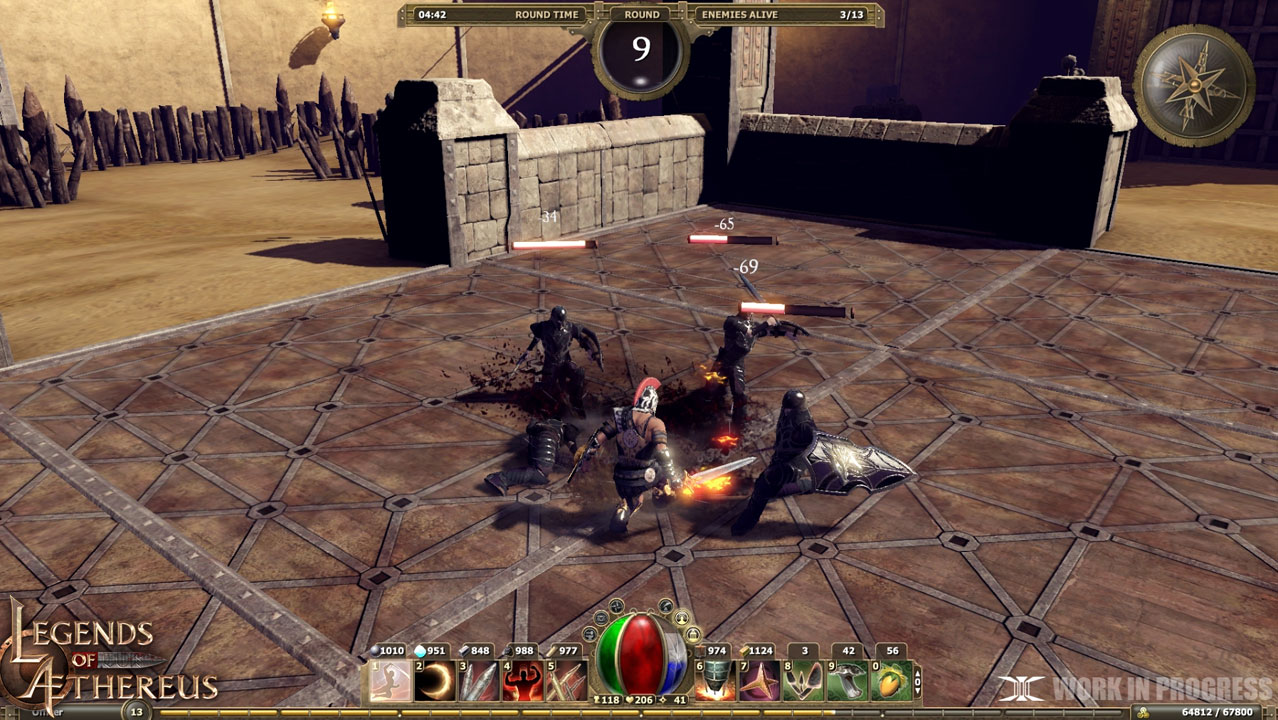 04:42 ROUND TIME ROUND ENEMIES ALIVE 3/13
9
34
-65
-69
LEGENDS
OF
ÆTHEREUS
1010 951 848 988 977 974 1124 3 42 56
1 2 3 4 5 6 7 8 9 0
118 206 41
WORK IN PROGRESS
13 64812 / 67800